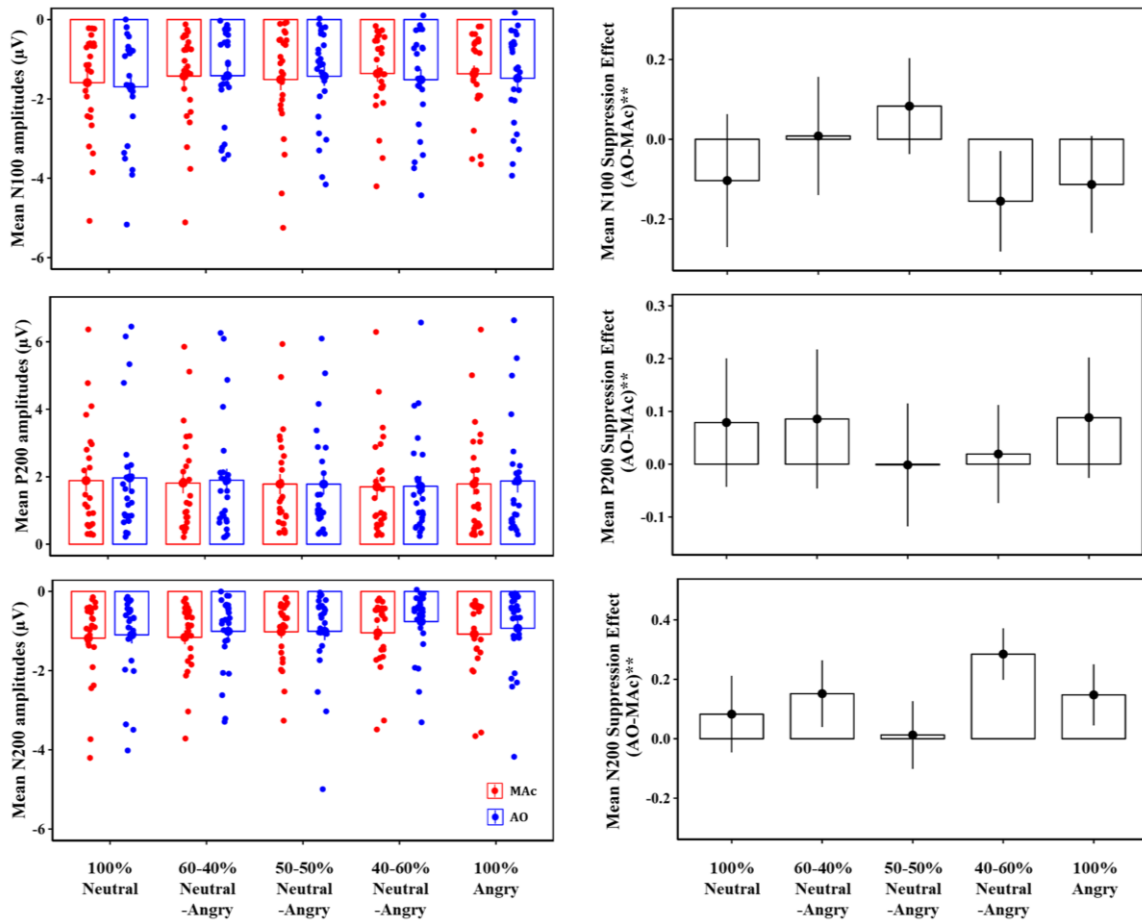 Mean N100 amplitudes (µV)
0
-2
-4
-6
Mean N100 Suppression Effect
(AO-MAc)**
0.2
0.0
-0.2
Mean P200 amplitudes (µV)
6
4
2
0
Mean P200 Suppression Effect
(AO-MAc)**
0.3
0.2
0.1
0.0
-0.1
Mean N200 amplitudes (µV)
0
-2
-4
-6
MAc
AO
100%
Neutral
60-40%
Neutral
-Angry
50-50%
Neutral
-Angry
40-60%
Neutral
-Angry
100%
Angry
Mean N200 Suppression Effect
(AO-MAc)**
0.4
0.2
0.0
-0.2
100%
Neutral
60-40%
Neutral
-Angry
50-50%
Neutral
-Angry
40-60%
Neutral
-Angry
100%
Angry